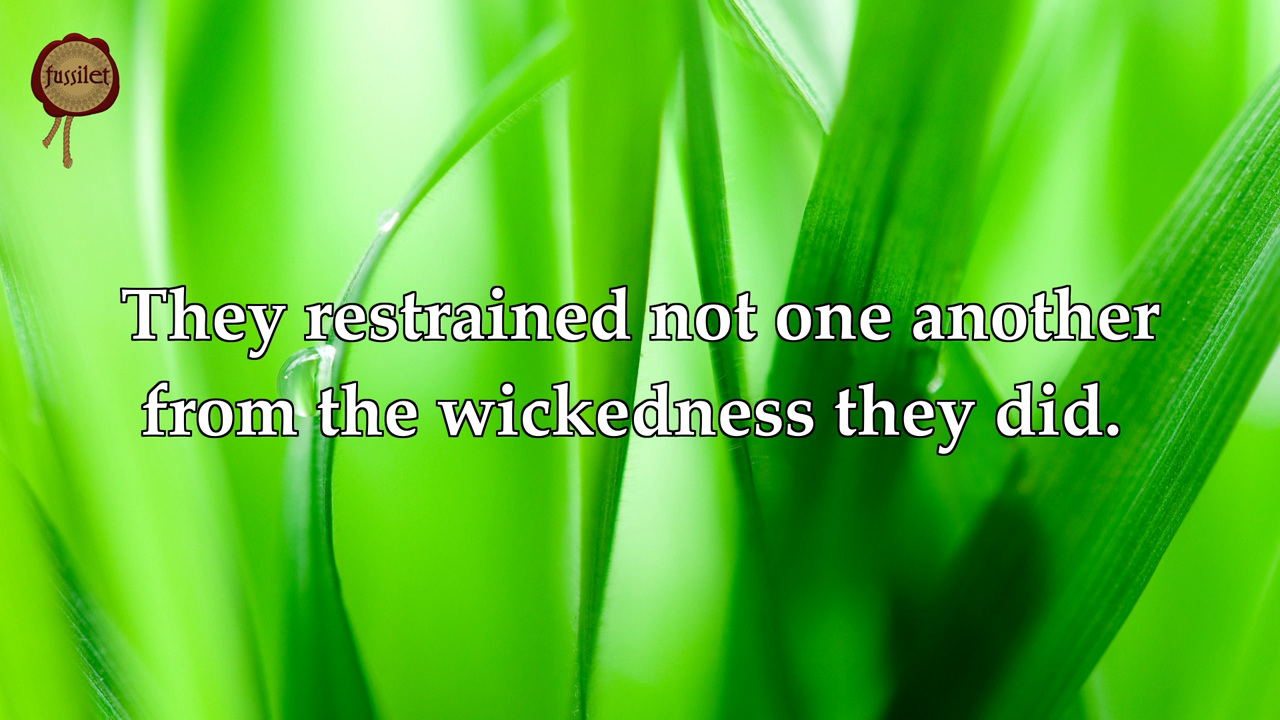 fussilet
They restrained not one another
from the wickedness they did.